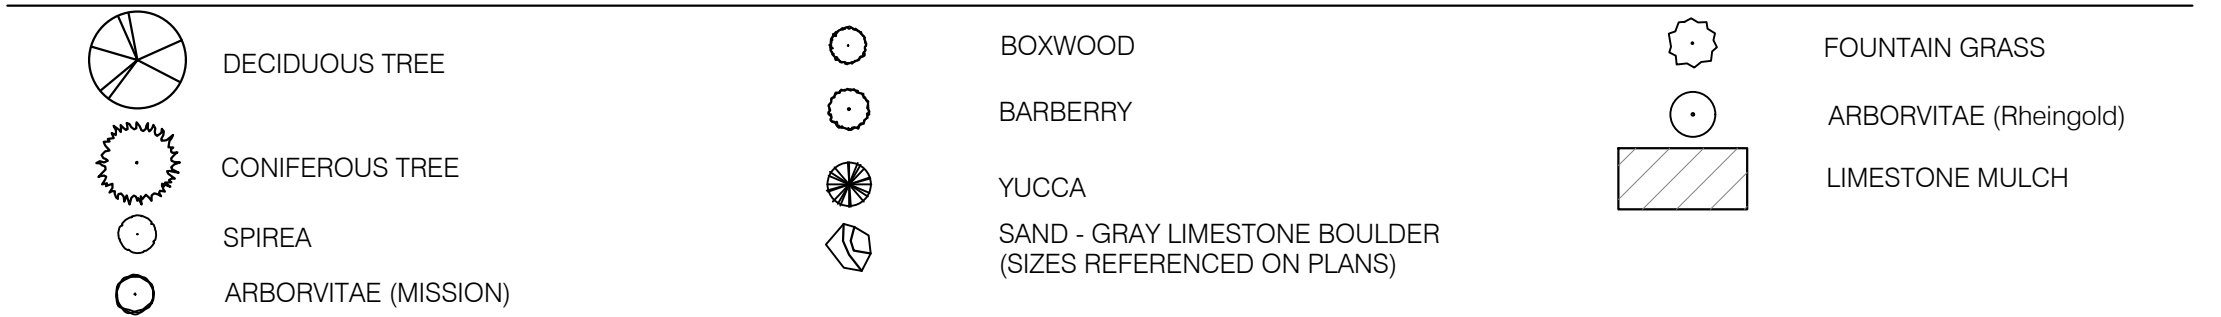 DECIDUOUS TREE
CONIFEROUS TREE
SPIREA
ARBORVITAE (MISSION)
BOXWOOD
BARBERRY
YUCCA
SAND - GRAY LIMESTONE BOULDER
(SIZES REFERENCED ON PLANS)
FOUNTAIN GRASS
ARBORVITAE (Rheingold)
LIMESTONE MULCH